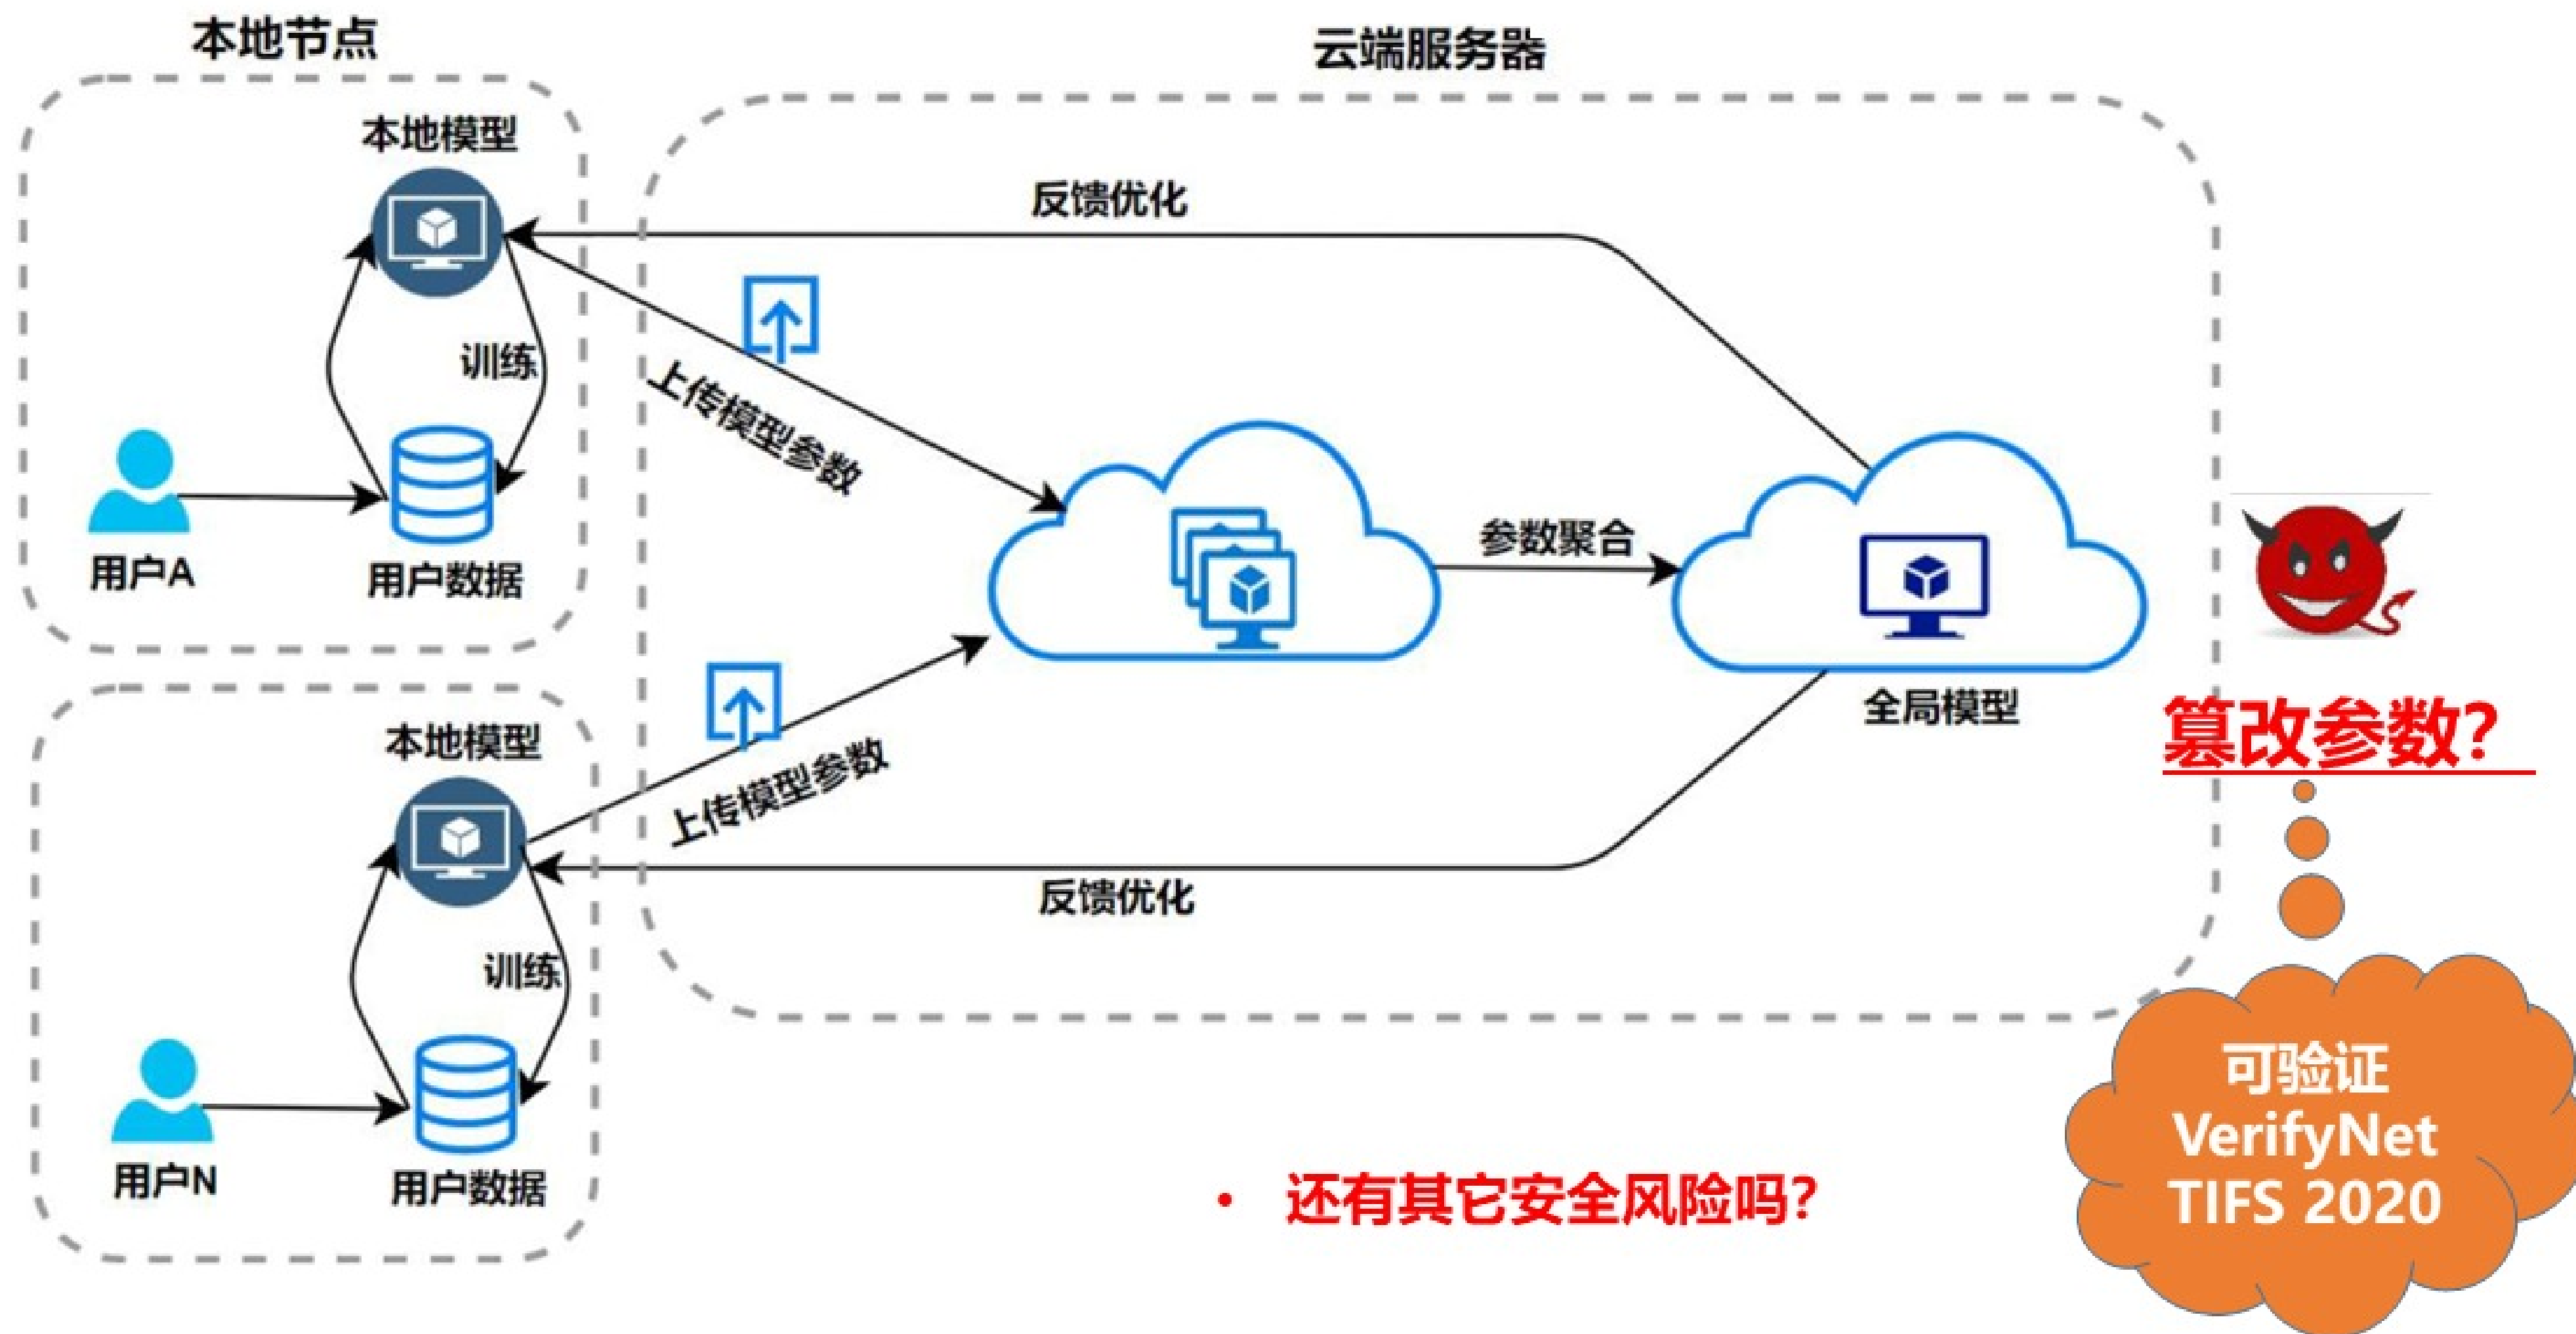 本地节点
云端服务器
本地模型
反馈优化
训练
上传模型参数
用户A
用户数据
参数聚合
全局模型
篡改参数？
本地模型
上传模型参数
反馈优化
训练
用户N
用户数据
• 还有其它安全风险吗？
可验证
VerifyNet
TIFS 2020